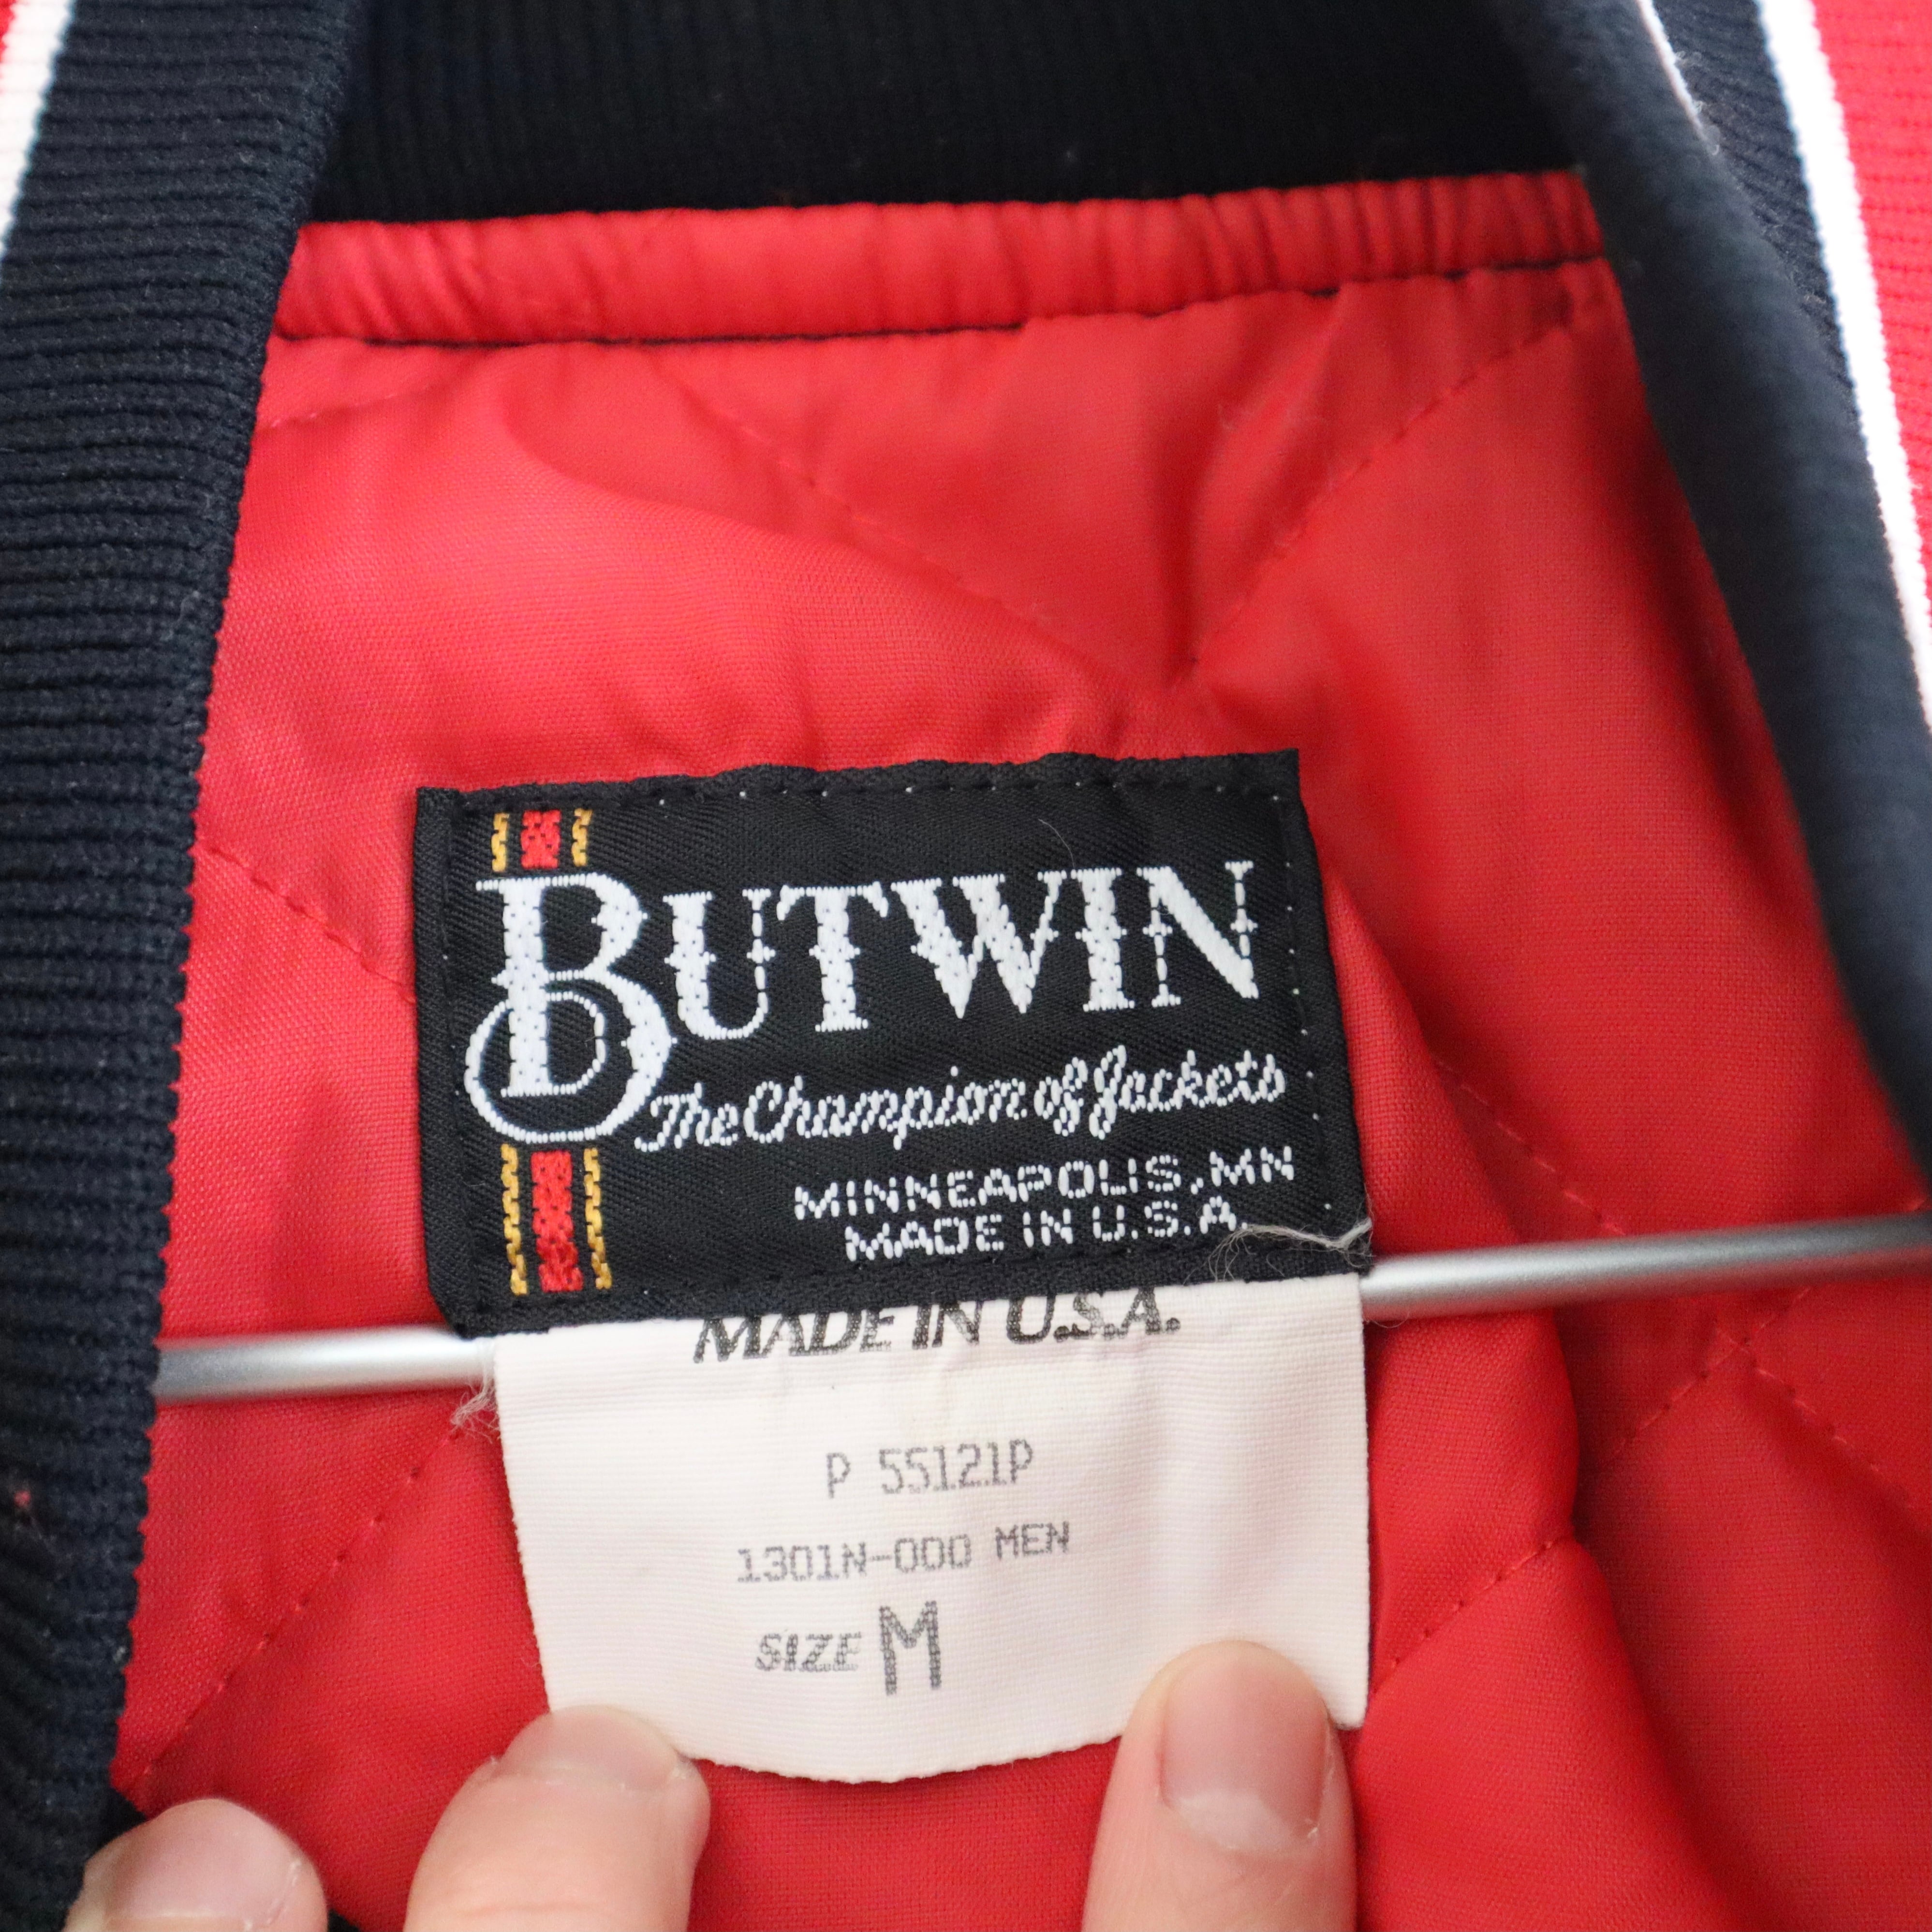 BUTWIN
The Champion of Jackets
MINNEAPOLIS, MN
MADE IN U.S.A.
MADE IN U.S.A.
P 55121P
1301N-000 MEN
SIZE M